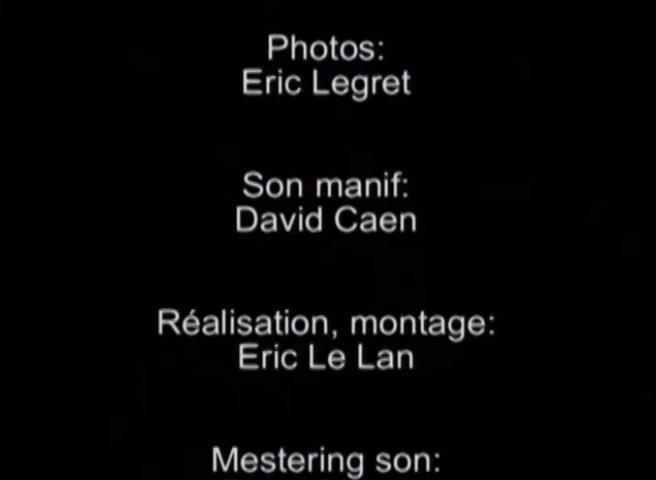 Photos:
Eric Legret
Son manif:
David Caen
Réalisation, montage:
Eric Le Lan
Mestering son: